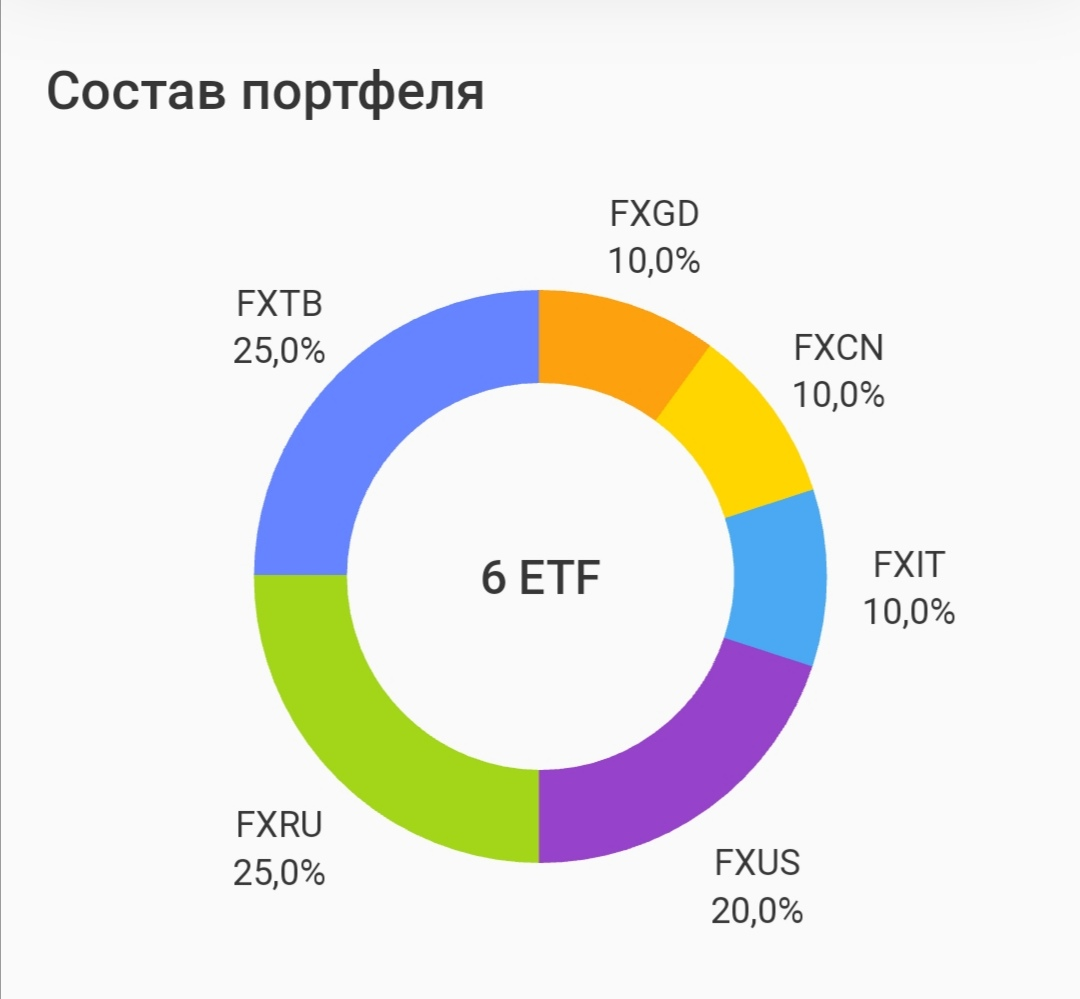 Состав портфеля
FXGD
10,0%
FXTB
25,0%
FXCN
10,0%
6 ETF
FXIT
10,0%
FXRU
25,0%
FXUS
20,0%